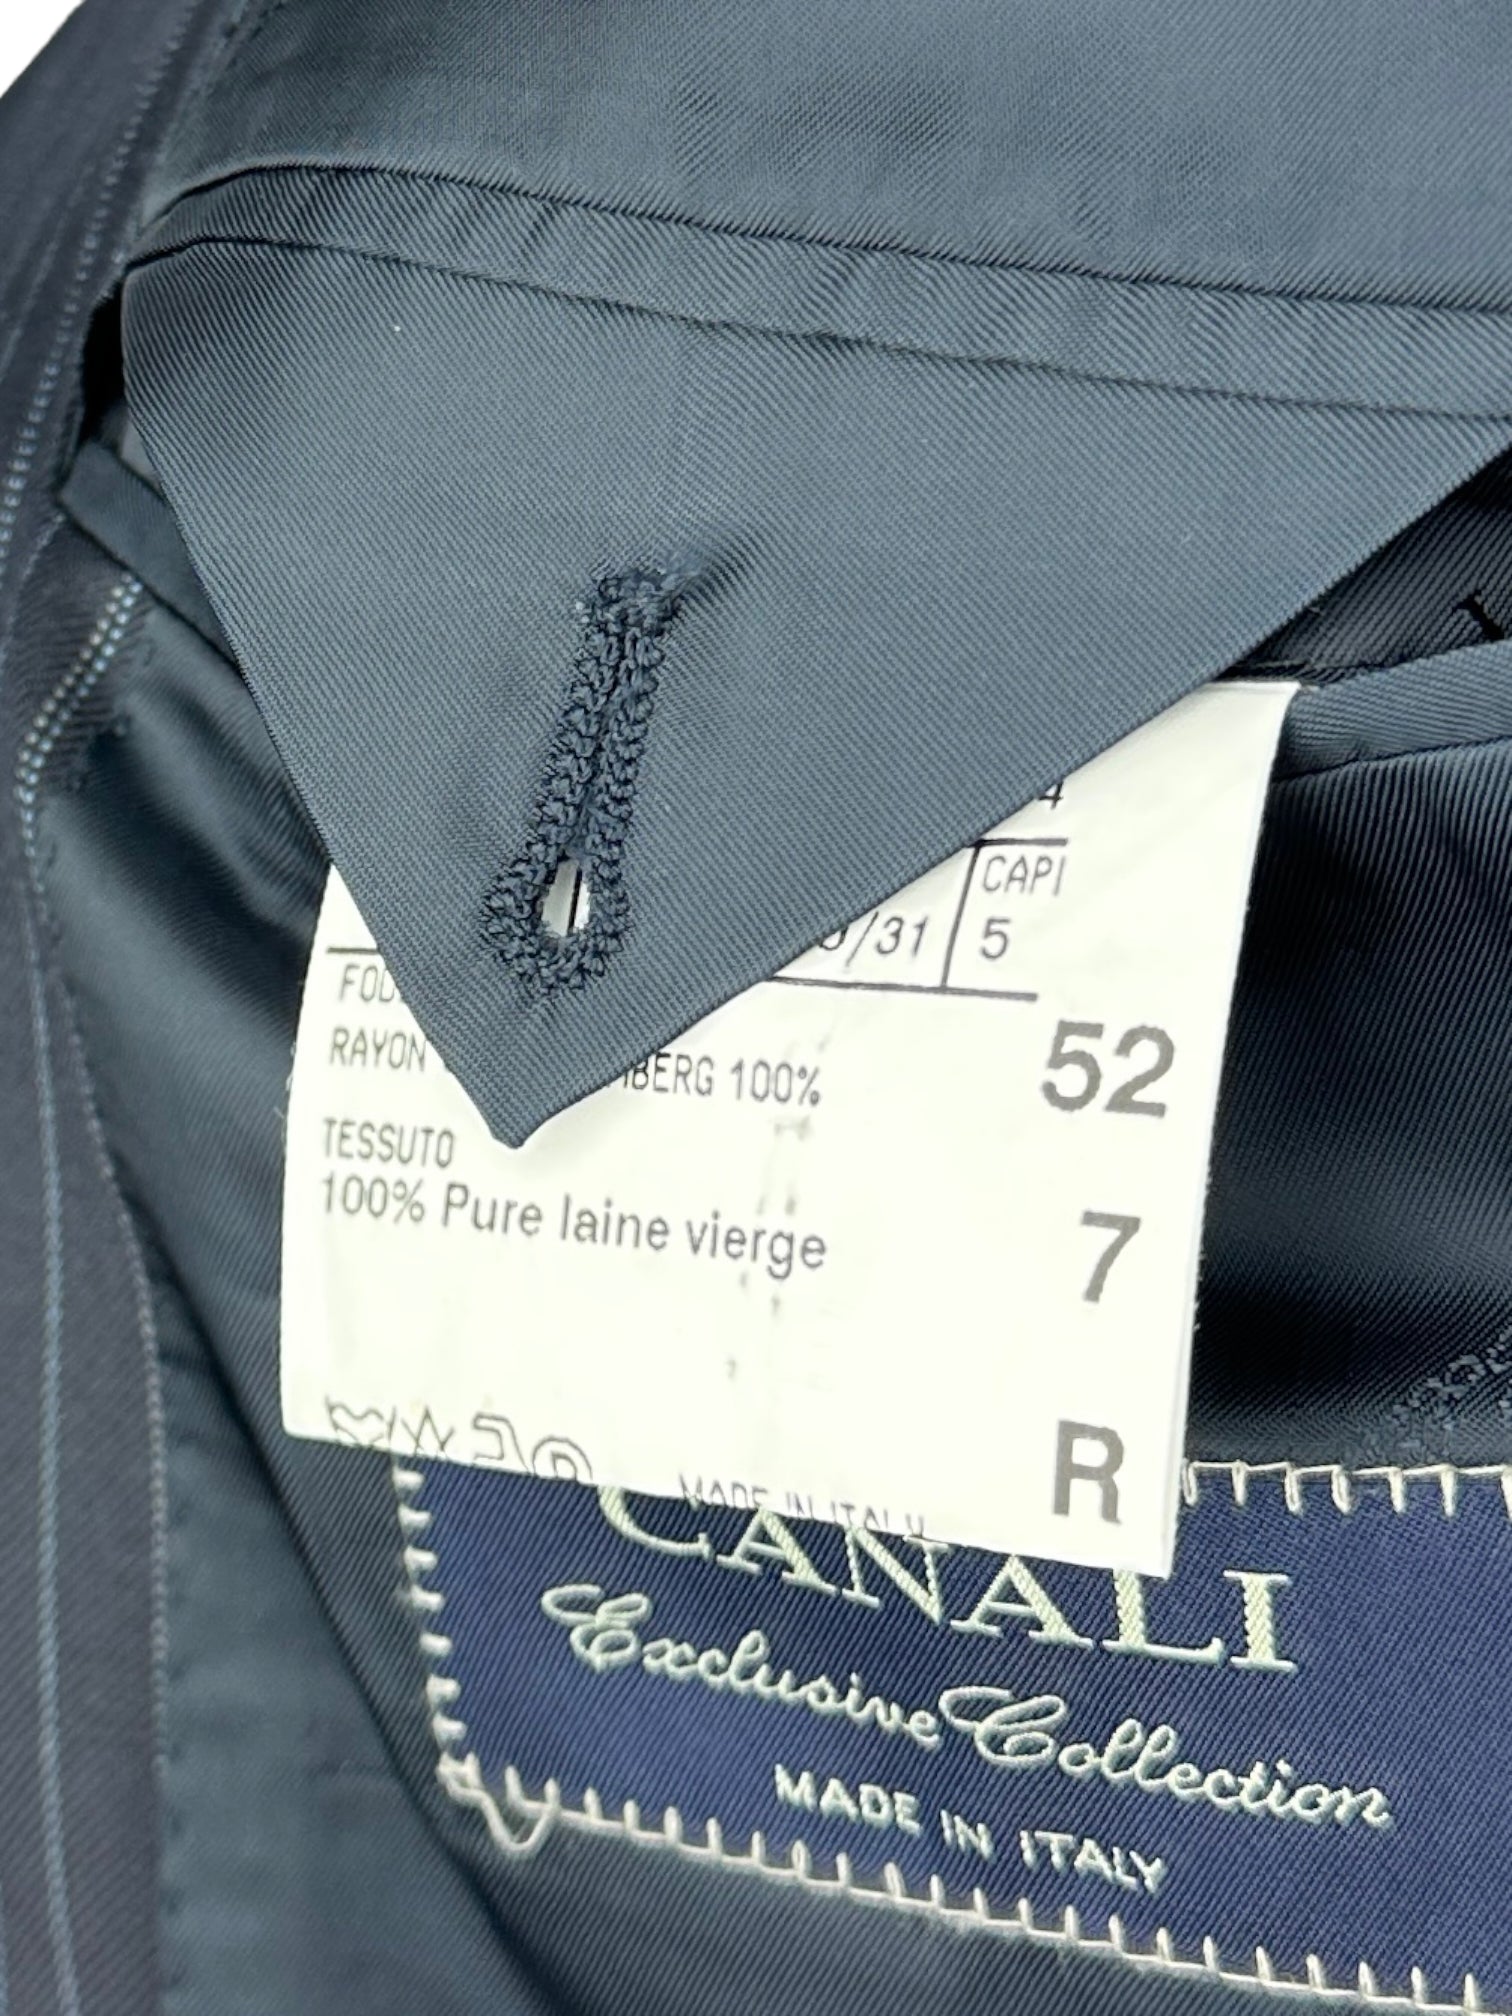 CAPI
/31 5
52
RAYON 100%
TESSUTO
100% Pure laine vierge
7
R
MADE IN ITALY
CANALI
Exclusive Collection
MADE IN ITALY